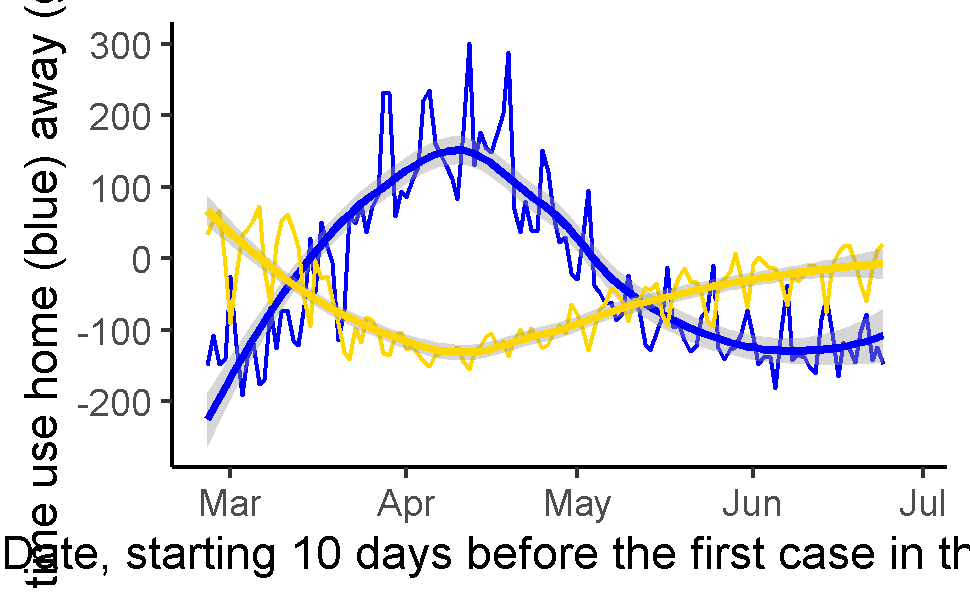 time use home (blue) away (
300
200
100
0
-100
-200
Mar Apr May Jun Jul
Date, starting 10 days before the first case in th